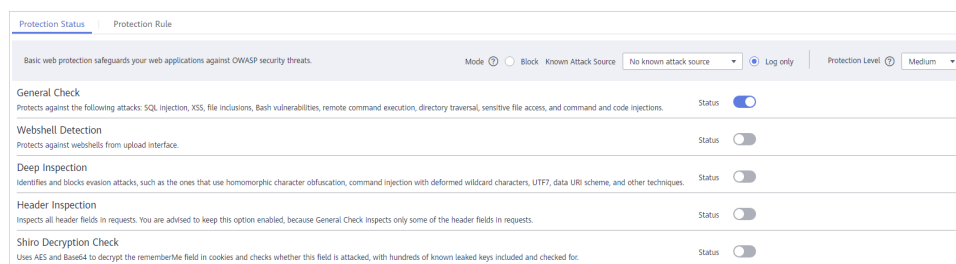 Protection Status Protection Rule
Basic web protection safeguards your web applications against OWASP security threats. Mode Block Known Attack Source No known attack source Log only Protection Level Medium
General Check
Protects against the following attacks: SQL injection, XSS, file inclusions, Bash vulnerabilities, remote command execution, directory traversal, sensitive file access, and command and code injections. Status
Webshell Detection
Protects against webshells from upload interface. Status
Deep Inspection
Identifies and blocks evasion attacks, such as the ones that use homomorphic character obfuscation, command injection with deformed wildcard characters, UTF7, data URI scheme, and other techniques. Status
Header Inspection
Inspects all header fields in requests. You are advised to keep this option enabled, because General Check inspects only some of the header fields in requests. Status
Shiro Decryption Check
Uses AES and Base64 to decrypt the rememberMe field in cookies and checks whether this field is attacked, with hundreds of known leaked keys included and checked for. Status